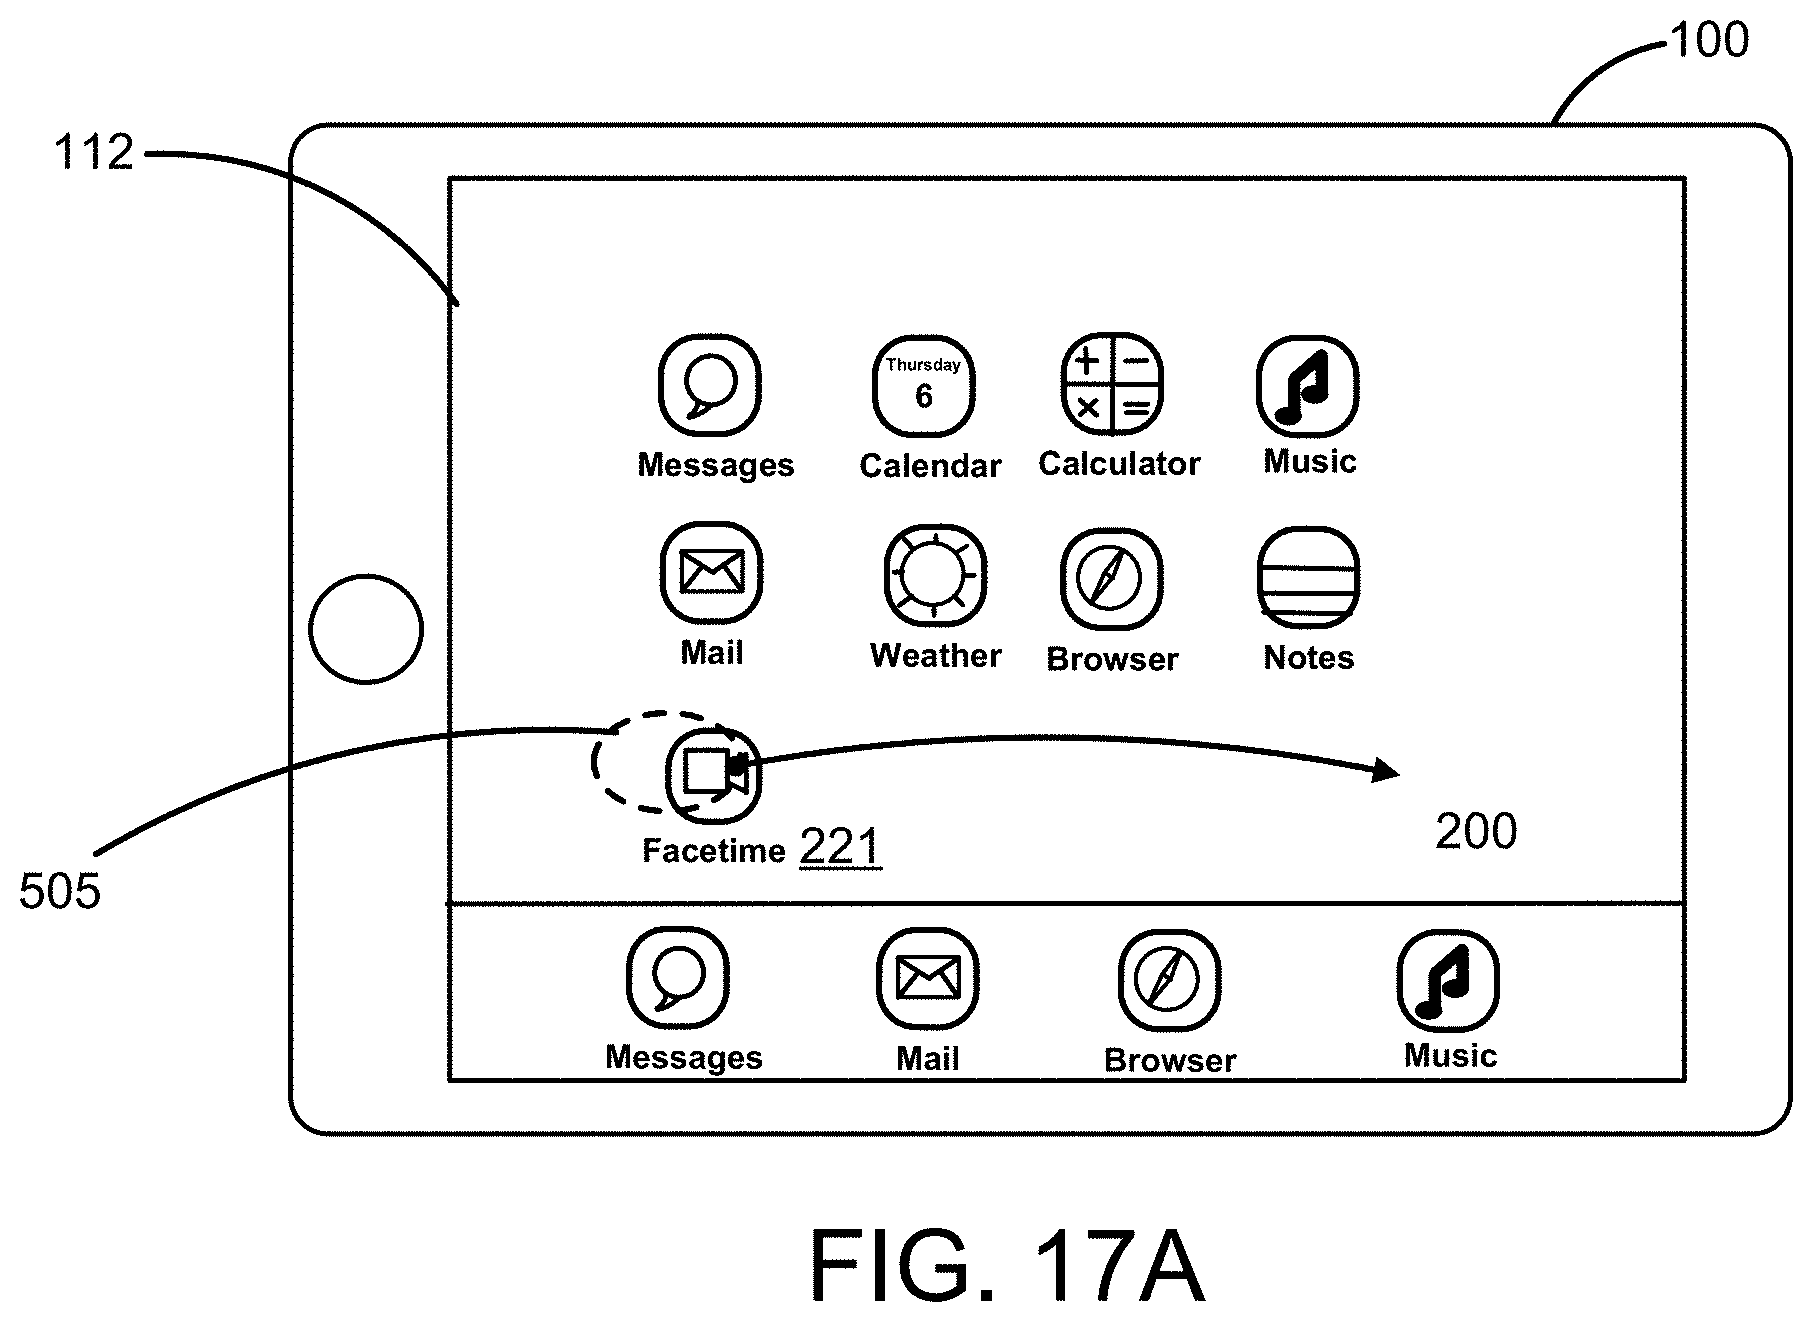 100
112
Thursday
6
+ −
× =
Messages Calendar Calculator Music
Mail Weather Browser Notes
505
Facetime 221
200
Messages Mail Browser Music
FIG. 17A